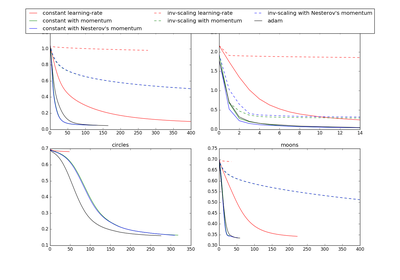 constant learning-rate
constant with momentum
constant with Nesterov's momentum
inv-scaling learning-rate
inv-scaling with momentum
inv-scaling with Nesterov's momentum
adam
1.0
0.8
0.6
0.4
0.2
0.0
0 50 100 150 200 250 300 350 400
2.0
1.5
1.0
0.5
0.0
0 2 4 6 8 10 12 14
circles
0.7
0.6
0.5
0.4
0.3
0.2
0.1
0 50 100 150 200 250 300 350
moons
0.75
0.70
0.65
0.60
0.55
0.50
0.45
0.40
0.35
0.30
0 50 100 150 200 250 300 350 400